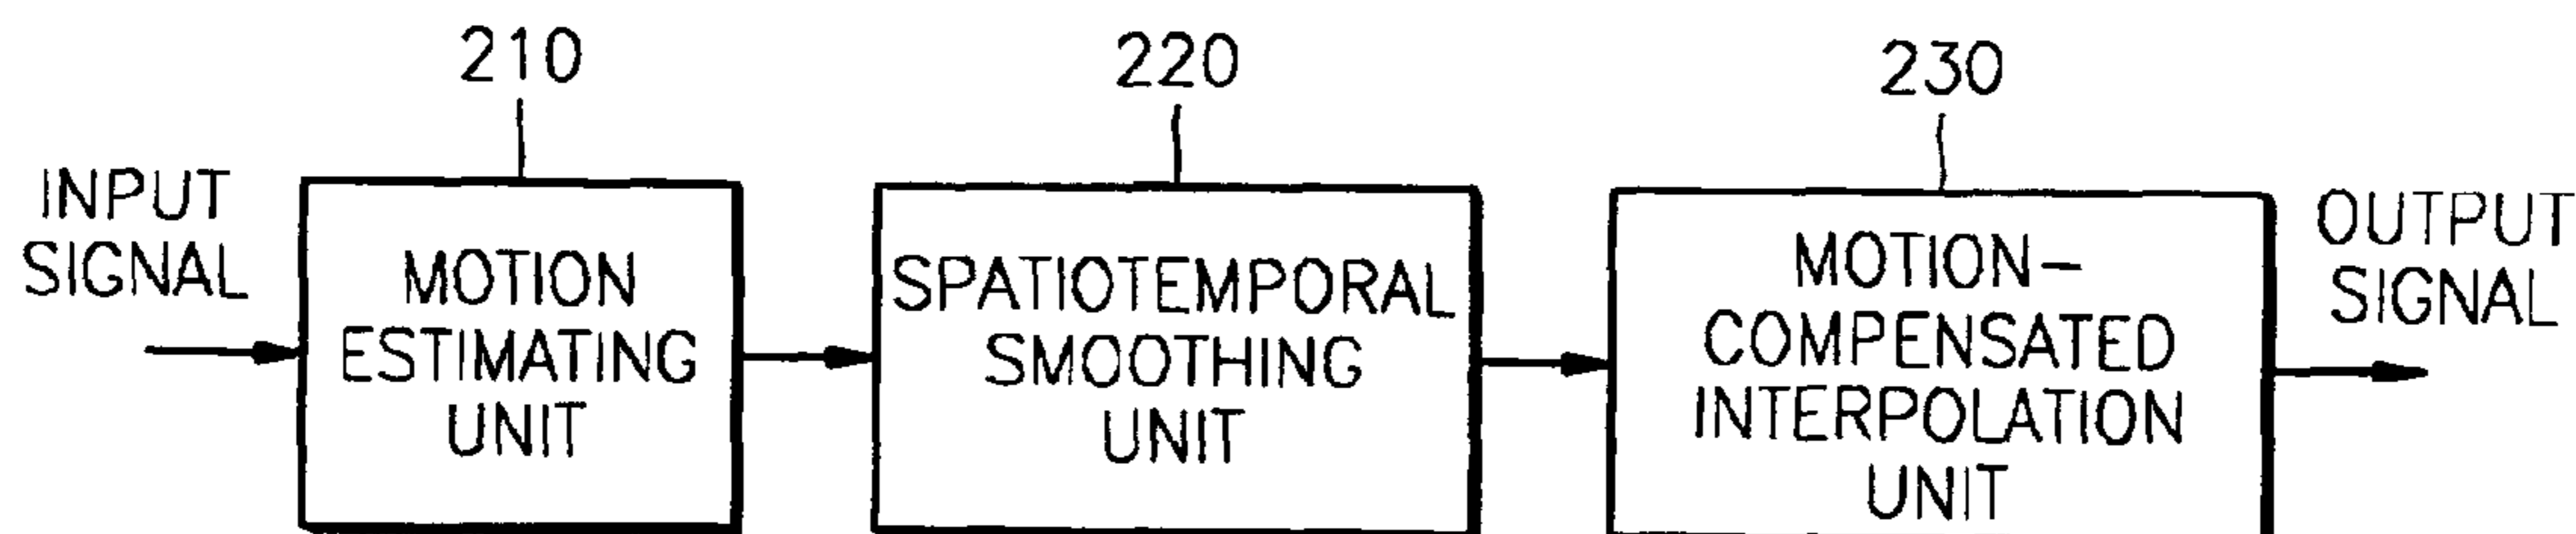 210
220
230
INPUT
SIGNAL
MOTION
ESTIMATING
UNIT
SPATIOTEMPORAL
SMOOTHING
UNIT
MOTION-
COMPENSATED
INTERPOLATION
UNIT
OUTPUT
SIGNAL